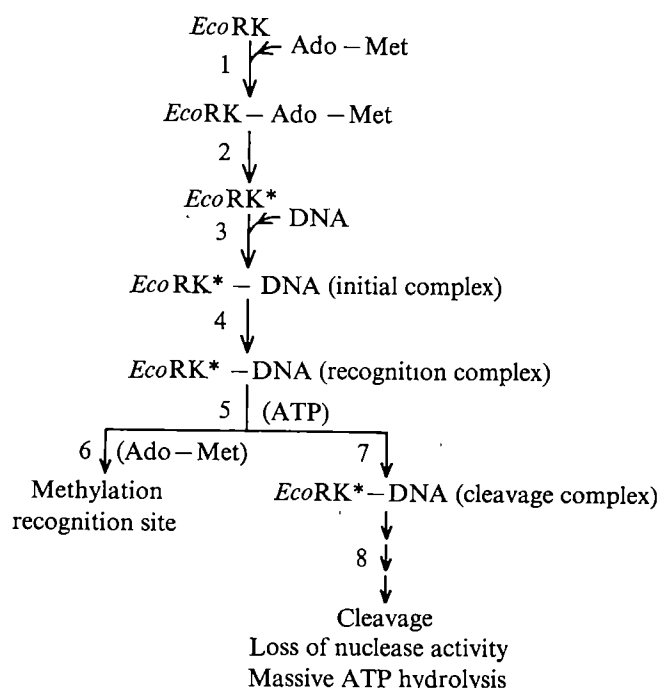 EcoRK
1 Ado – Met
EcoRK – Ado – Met
2
EcoRK*
3 DNA
EcoRK* – DNA (initial complex)
4
EcoRK* – DNA (recognition complex)
5 (ATP)
6 (Ado – Met) 7
Methylation
recognition site
EcoRK* – DNA (cleavage complex)
8
Cleavage
Loss of nuclease activity
Massive ATP hydrolysis